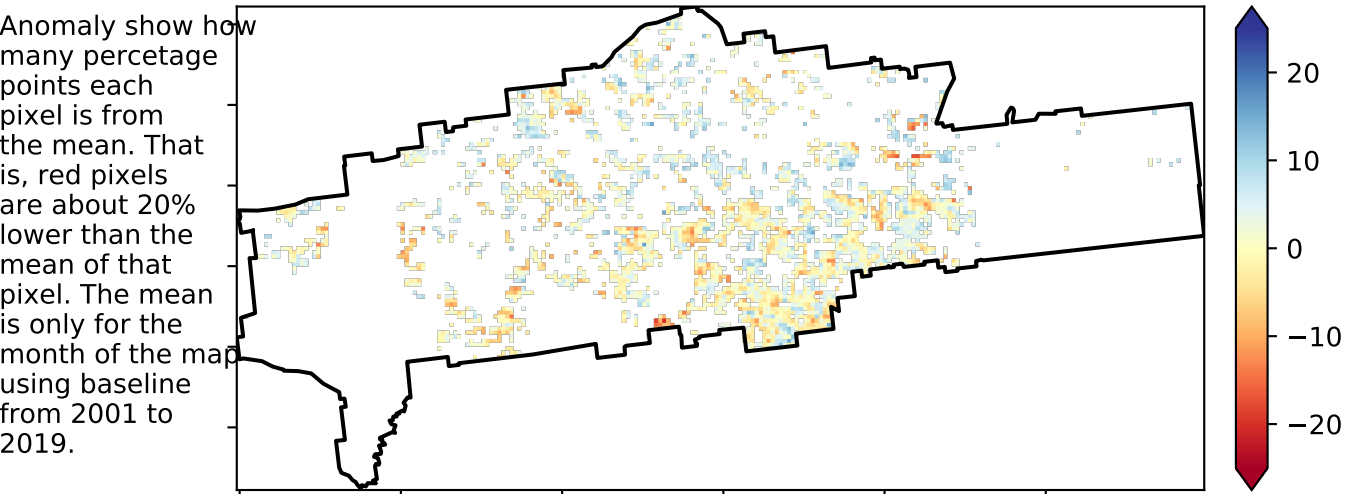 Anomaly show how
many percetage
points each
pixel is from
the mean. That
is, red pixels
are about 20%
lower than the
mean of that
pixel. The mean
is only for the
month of the map
using baseline
from 2001 to
2019.
20
10
0
−10
−20